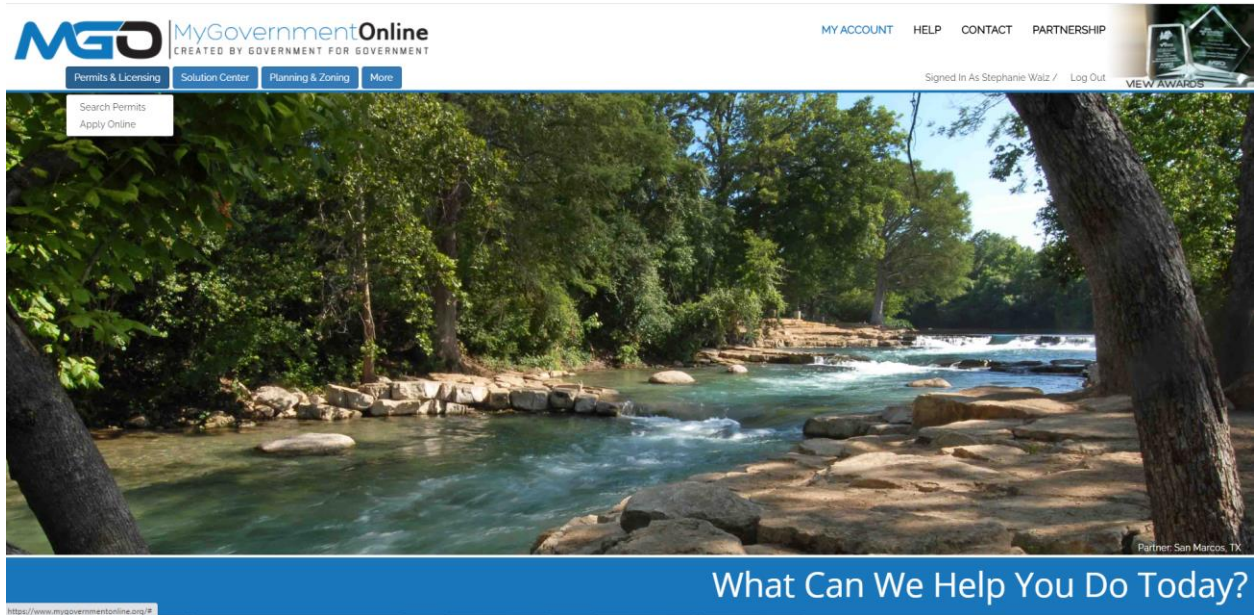 MGO MyGovernmentOnline
CREATED BY GOVERNMENT FOR GOVERNMENT
MY ACCOUNT HELP CONTACT PARTNERSHIP
Permits & Licensing Solution Center Planning & Zoning More
Signed In As Stephanie Walz / Log Out
VIEW AWARDS
Search Permits
Apply Online
Partner: San Marcos, TX
What Can We Help You Do Today?
https://www.mygovernmentonline.org/#